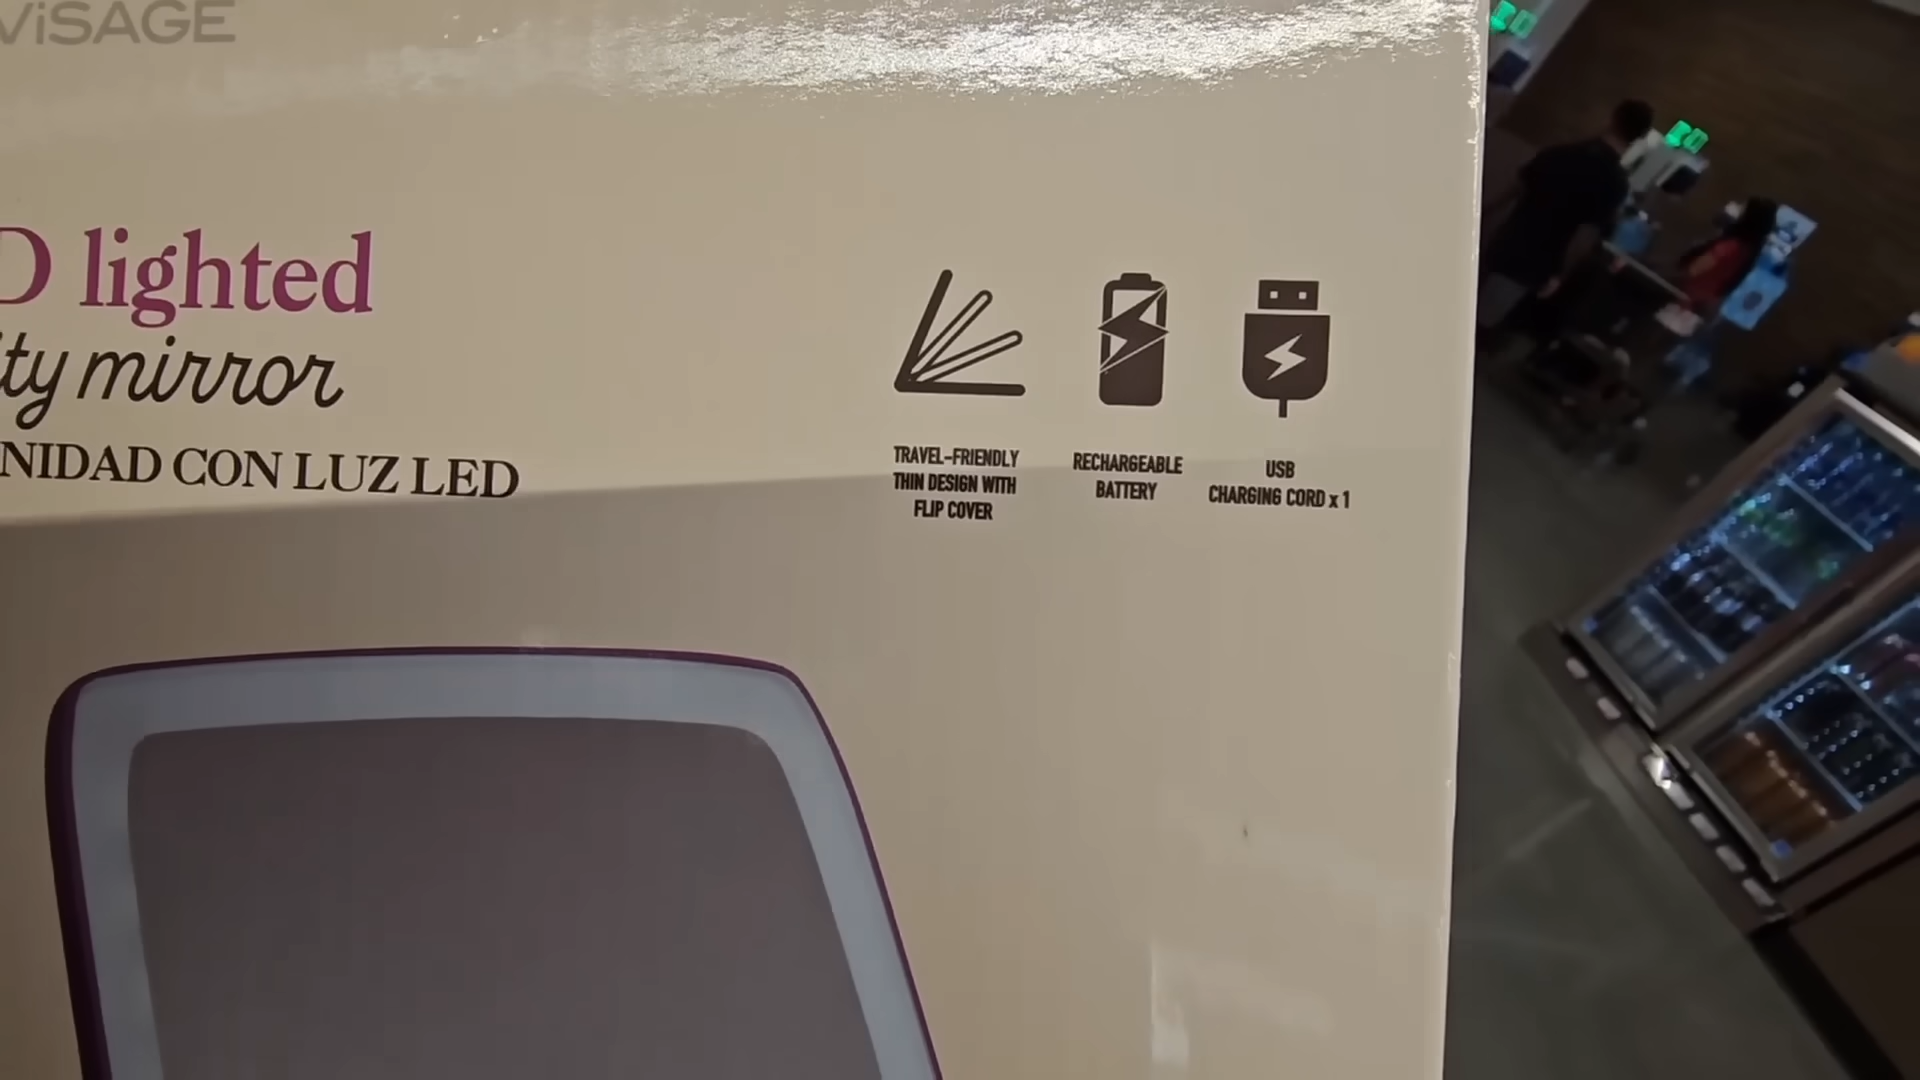 ViSAGE
D lighted
ity mirror
NIDAD CON LUZ LED
TRAVEL-FRIENDLY
THIN DESIGN WITH
FLIP COVER
RECHARGEABLE
BATTERY
USB
CHARGING CORD x 1